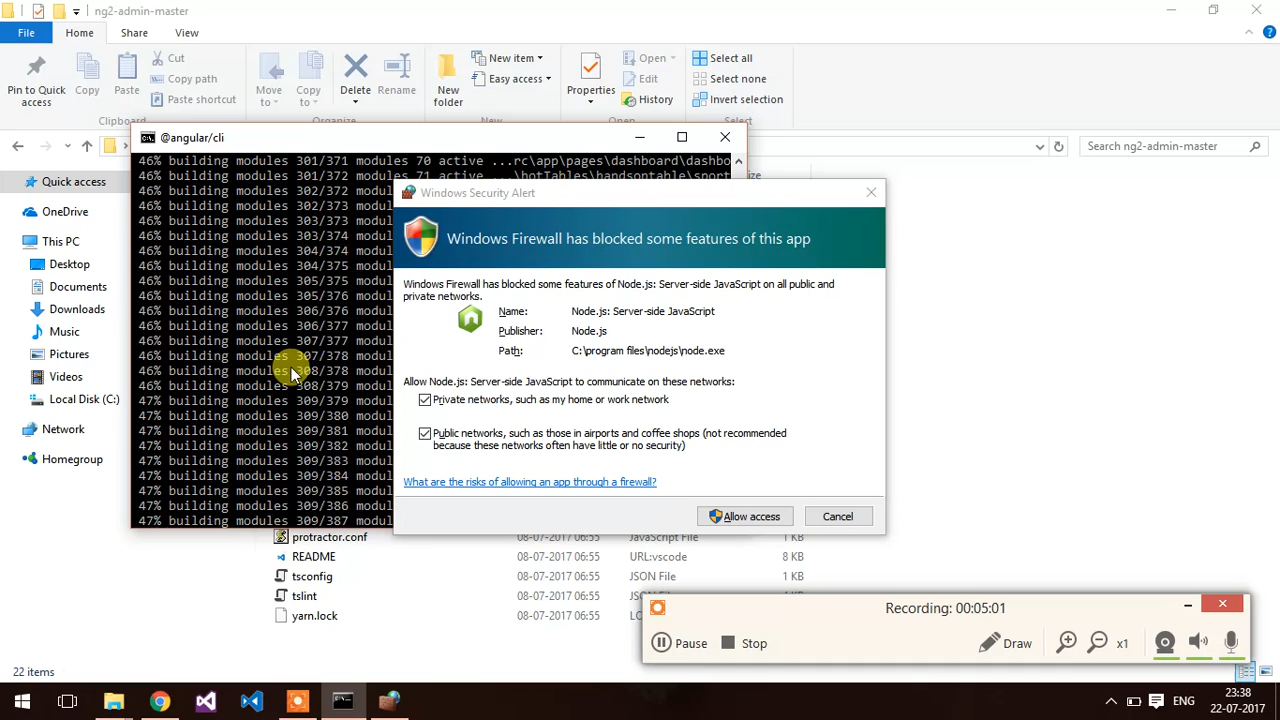 ng2-admin-master
File
Home
Share
View
Pin to Quick
access
Copy
Paste
Cut
Copy path
Paste shortcut
Move
to
Copy
to
Delete
Rename
New
folder
New item
Easy access
Properties
Open
Edit
History
Select all
Select none
Invert selection
Clipboard
Organize
New
Open
Select
Search ng2-admin-master
Quick access
OneDrive
This PC
Desktop
Documents
Downloads
Music
Pictures
Videos
Local Disk (C:)
Network
Homegroup
@angular/cli
46% building modules 301/371 modules 70 active ...rc\app\pages\dashboard\dashbo
46% building modules 301/372 modules 71 active ...\hotTables\handsontable\sport
46% building modules 302/372 modul
46% building modules 302/373 modul
46% building modules 303/373 modul
46% building modules 303/374 modul
46% building modules 304/374 modul
46% building modules 304/375 modul
46% building modules 305/375 modul
46% building modules 305/376 modul
46% building modules 306/376 modul
46% building modules 306/377 modul
46% building modules 307/377 modul
46% building modules 307/378 modul
46% building modules 308/378 modul
46% building modules 308/379 modul
47% building modules 309/379 modul
47% building modules 309/380 modul
47% building modules 309/381 modul
47% building modules 309/382 modul
47% building modules 309/383 modul
47% building modules 309/384 modul
47% building modules 309/385 modul
47% building modules 309/386 modul
47% building modules 309/387 modul
Windows Security Alert
Windows Firewall has blocked some features of this app
Windows Firewall has blocked some features of Node.js: Server-side JavaScript on all public and
private networks.
Name: Node.js: Server-side JavaScript
Publisher: Node.js
Path: C:\program files\nodejs\node.exe
Allow Node.js: Server-side JavaScript to communicate on these networks:
Private networks, such as my home or work network
Public networks, such as those in airports and coffee shops (not recommended
because these networks often have little or no security)
What are the risks of allowing an app through a firewall?
Allow access
Cancel
protractor.conf 08-07-2017 06:55 JavaScript File 1 KB
README 08-07-2017 06:55 URL:vscode 8 KB
tsconfig 08-07-2017 06:55 JSON File 1 KB
tslint 08-07-2017 06:55 JSON File
yarn.lock 08-07-2017 06:55
Recording: 00:05:01
Pause
Stop
Draw
x1
22 items
ENG
23:38
22-07-2017